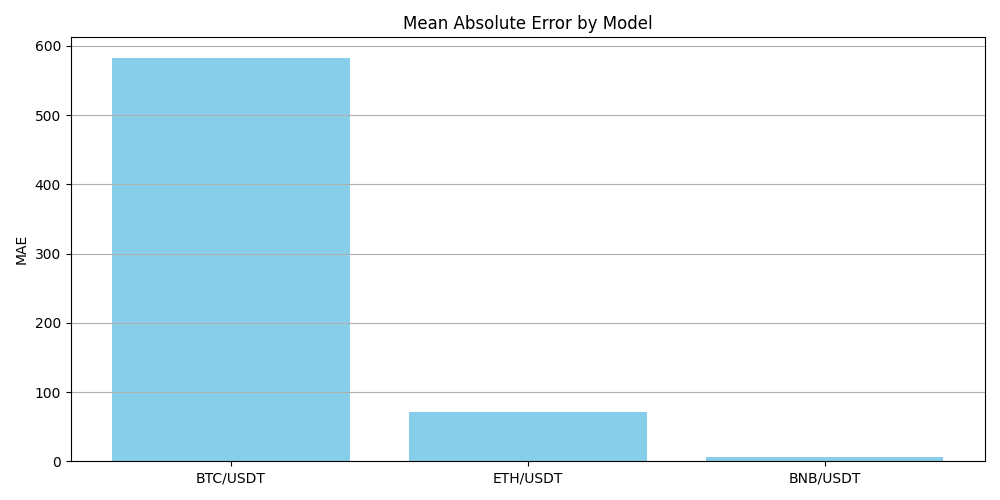 Mean Absolute Error by Model
600
500
400
300
200
100
0
MAE
BTC/USDT
ETH/USDT
BNB/USDT